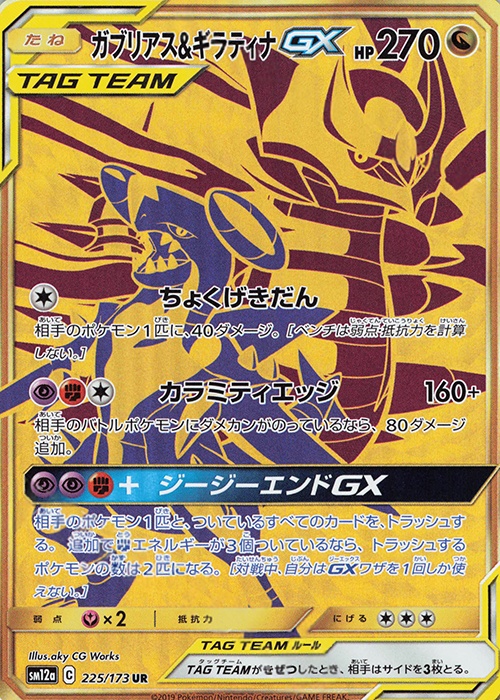 たね ガブリアス&ギラティナGX HP270
TAG TEAM
ちょくげきだん
相手のポケモン1匹に、40ダメージ。[ベンチは弱点・抵抗力を計算
しない。]
カラミティエッジ 160+
相手のバトルポケモンにダメカンがのっているなら、80ダメージ
追加。
+ ジージーエンドGX
相手のポケモン1匹と、ついているすべてのカードを、トラッシュす
る。追加でエネルギーが3個ついているなら、トラッシュする
ポケモンの数は2匹になる。[対戦中、自分はGXワザを1回しか使
えない。]
弱点 ×2 抵抗力 にげる
Illus.aky CG Works
TAG TEAM ルール
sm12a C 225/173 UR
TAG TEAMがきぜつしたとき、相手はサイドを3枚とる。
©2019 Pokémon/Nintendo/Creatures/GAME FREAK.